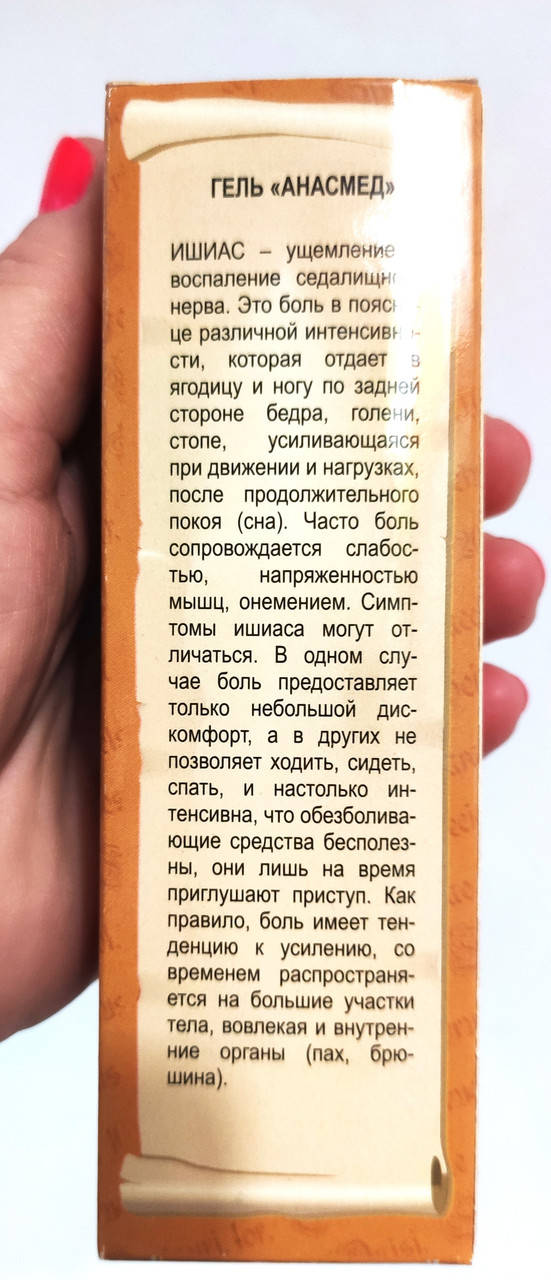 ГЕЛЬ «АНАСМЕД»
ИШИАС – ущемление
воспаление
нерва. Это боль в
це различной
сти, которая отдает в
ягодицу и ногу по задней
стороне бедра, голени,
стопе, усиливающаяся
при движении и нагрузках,
после продолжительного
покоя (сна). Часто боль
сопровождается слабос-
тью, напряженностью
мышц, онемением. Симп-
томы ишиаса могут от-
личаться. В одном слу-
чае боль предоставляет
только небольшой дис-
комфорт, а в других не
позволяет ходить, сидеть,
спать, и настолько ин-
тенсивна, что обезболива-
ющие средства бесполез-
ны, они лишь на время
приглушают приступ. Как
правило, боль имеет тен-
денцию к усилению, со
временем распространя-
ется на большие участки
тела, вовлекая и внутрен-
ние органы (пах, брю-
шина).